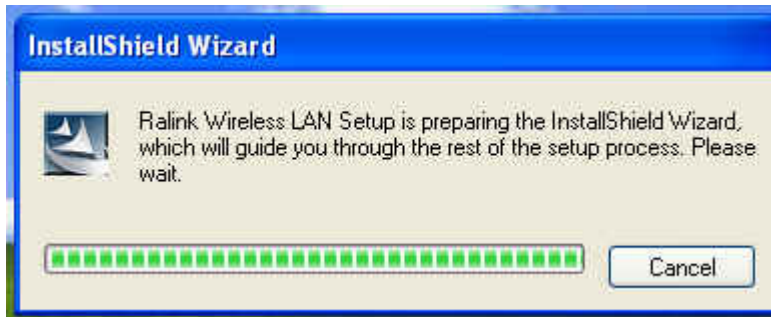 InstallShield Wizard
Ralink Wireless LAN Setup is preparing the InstallShield Wizard,
which will guide you through the rest of the setup process. Please
wait.
Cancel